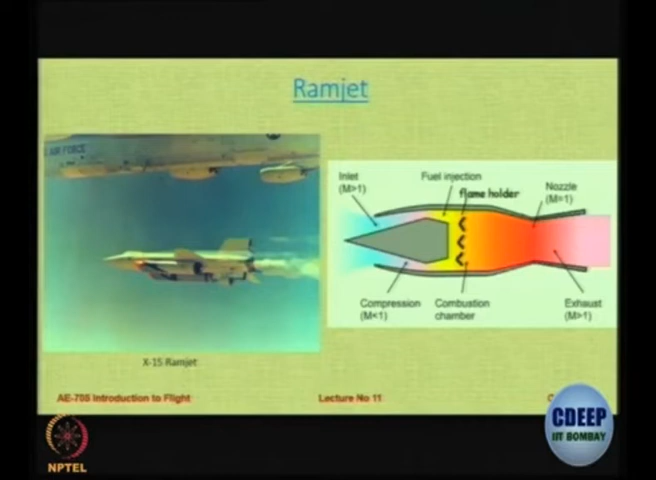 Ramjet
AIR FORCE
Inlet
(M>1)
Fuel injection
flame holder
Nozzle
(M=1)
Compression
(M<1)
Combustion
chamber
Exhaust
(M>1)
X-15 Ramjet
AE-705 Introduction to Flight
Lecture No 11
CDEEP
IIT BOMBAY
NPTEL